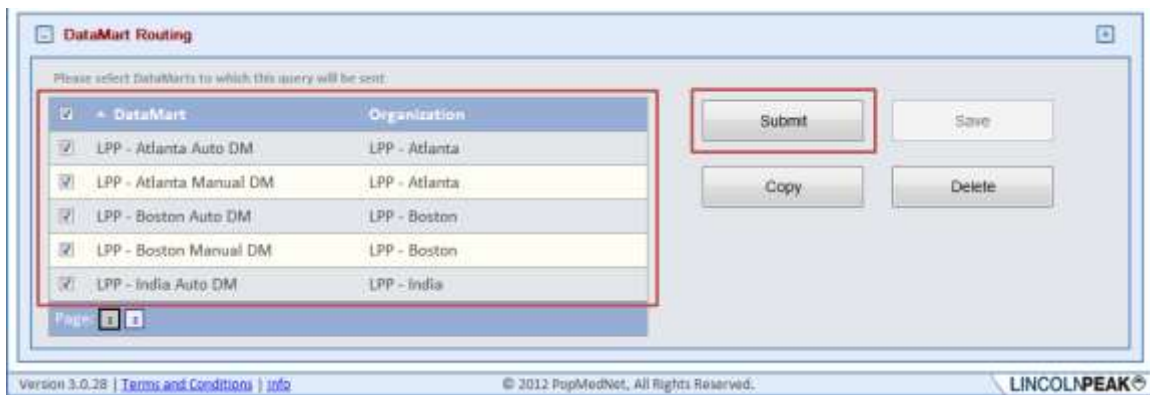 DataMart Routing
Please select DataMarts to which this query will be sent
DataMart Organization
LPP - Atlanta Auto DM LPP - Atlanta
LPP - Atlanta Manual DM LPP - Atlanta
LPP - Boston Auto DM LPP - Boston
LPP - Boston Manual DM LPP - Boston
LPP - India Auto DM LPP - India
Page:
Submit Save
Copy Delete
Version 3.0.28 | Terms and Conditions | Info © 2012 PopMedNet, All Rights Reserved. LINCOLNPEAK